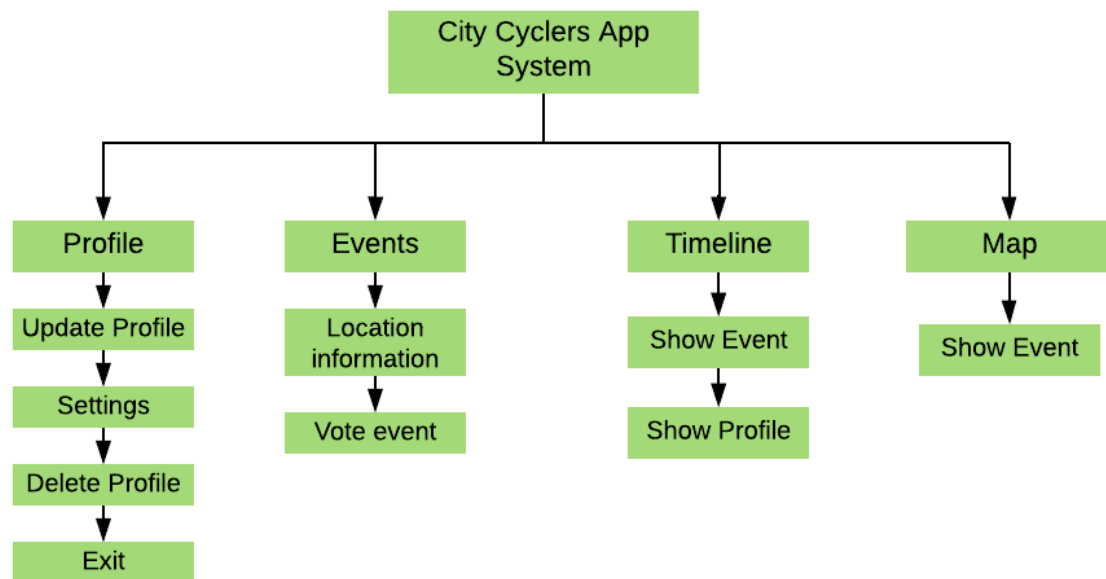 City Cyclers App
System
Profile
Events
Timeline
Map
Update Profile
Location
information
Show Event
Show Event
Settings
Vote event
Show Profile
Delete Profile
Exit